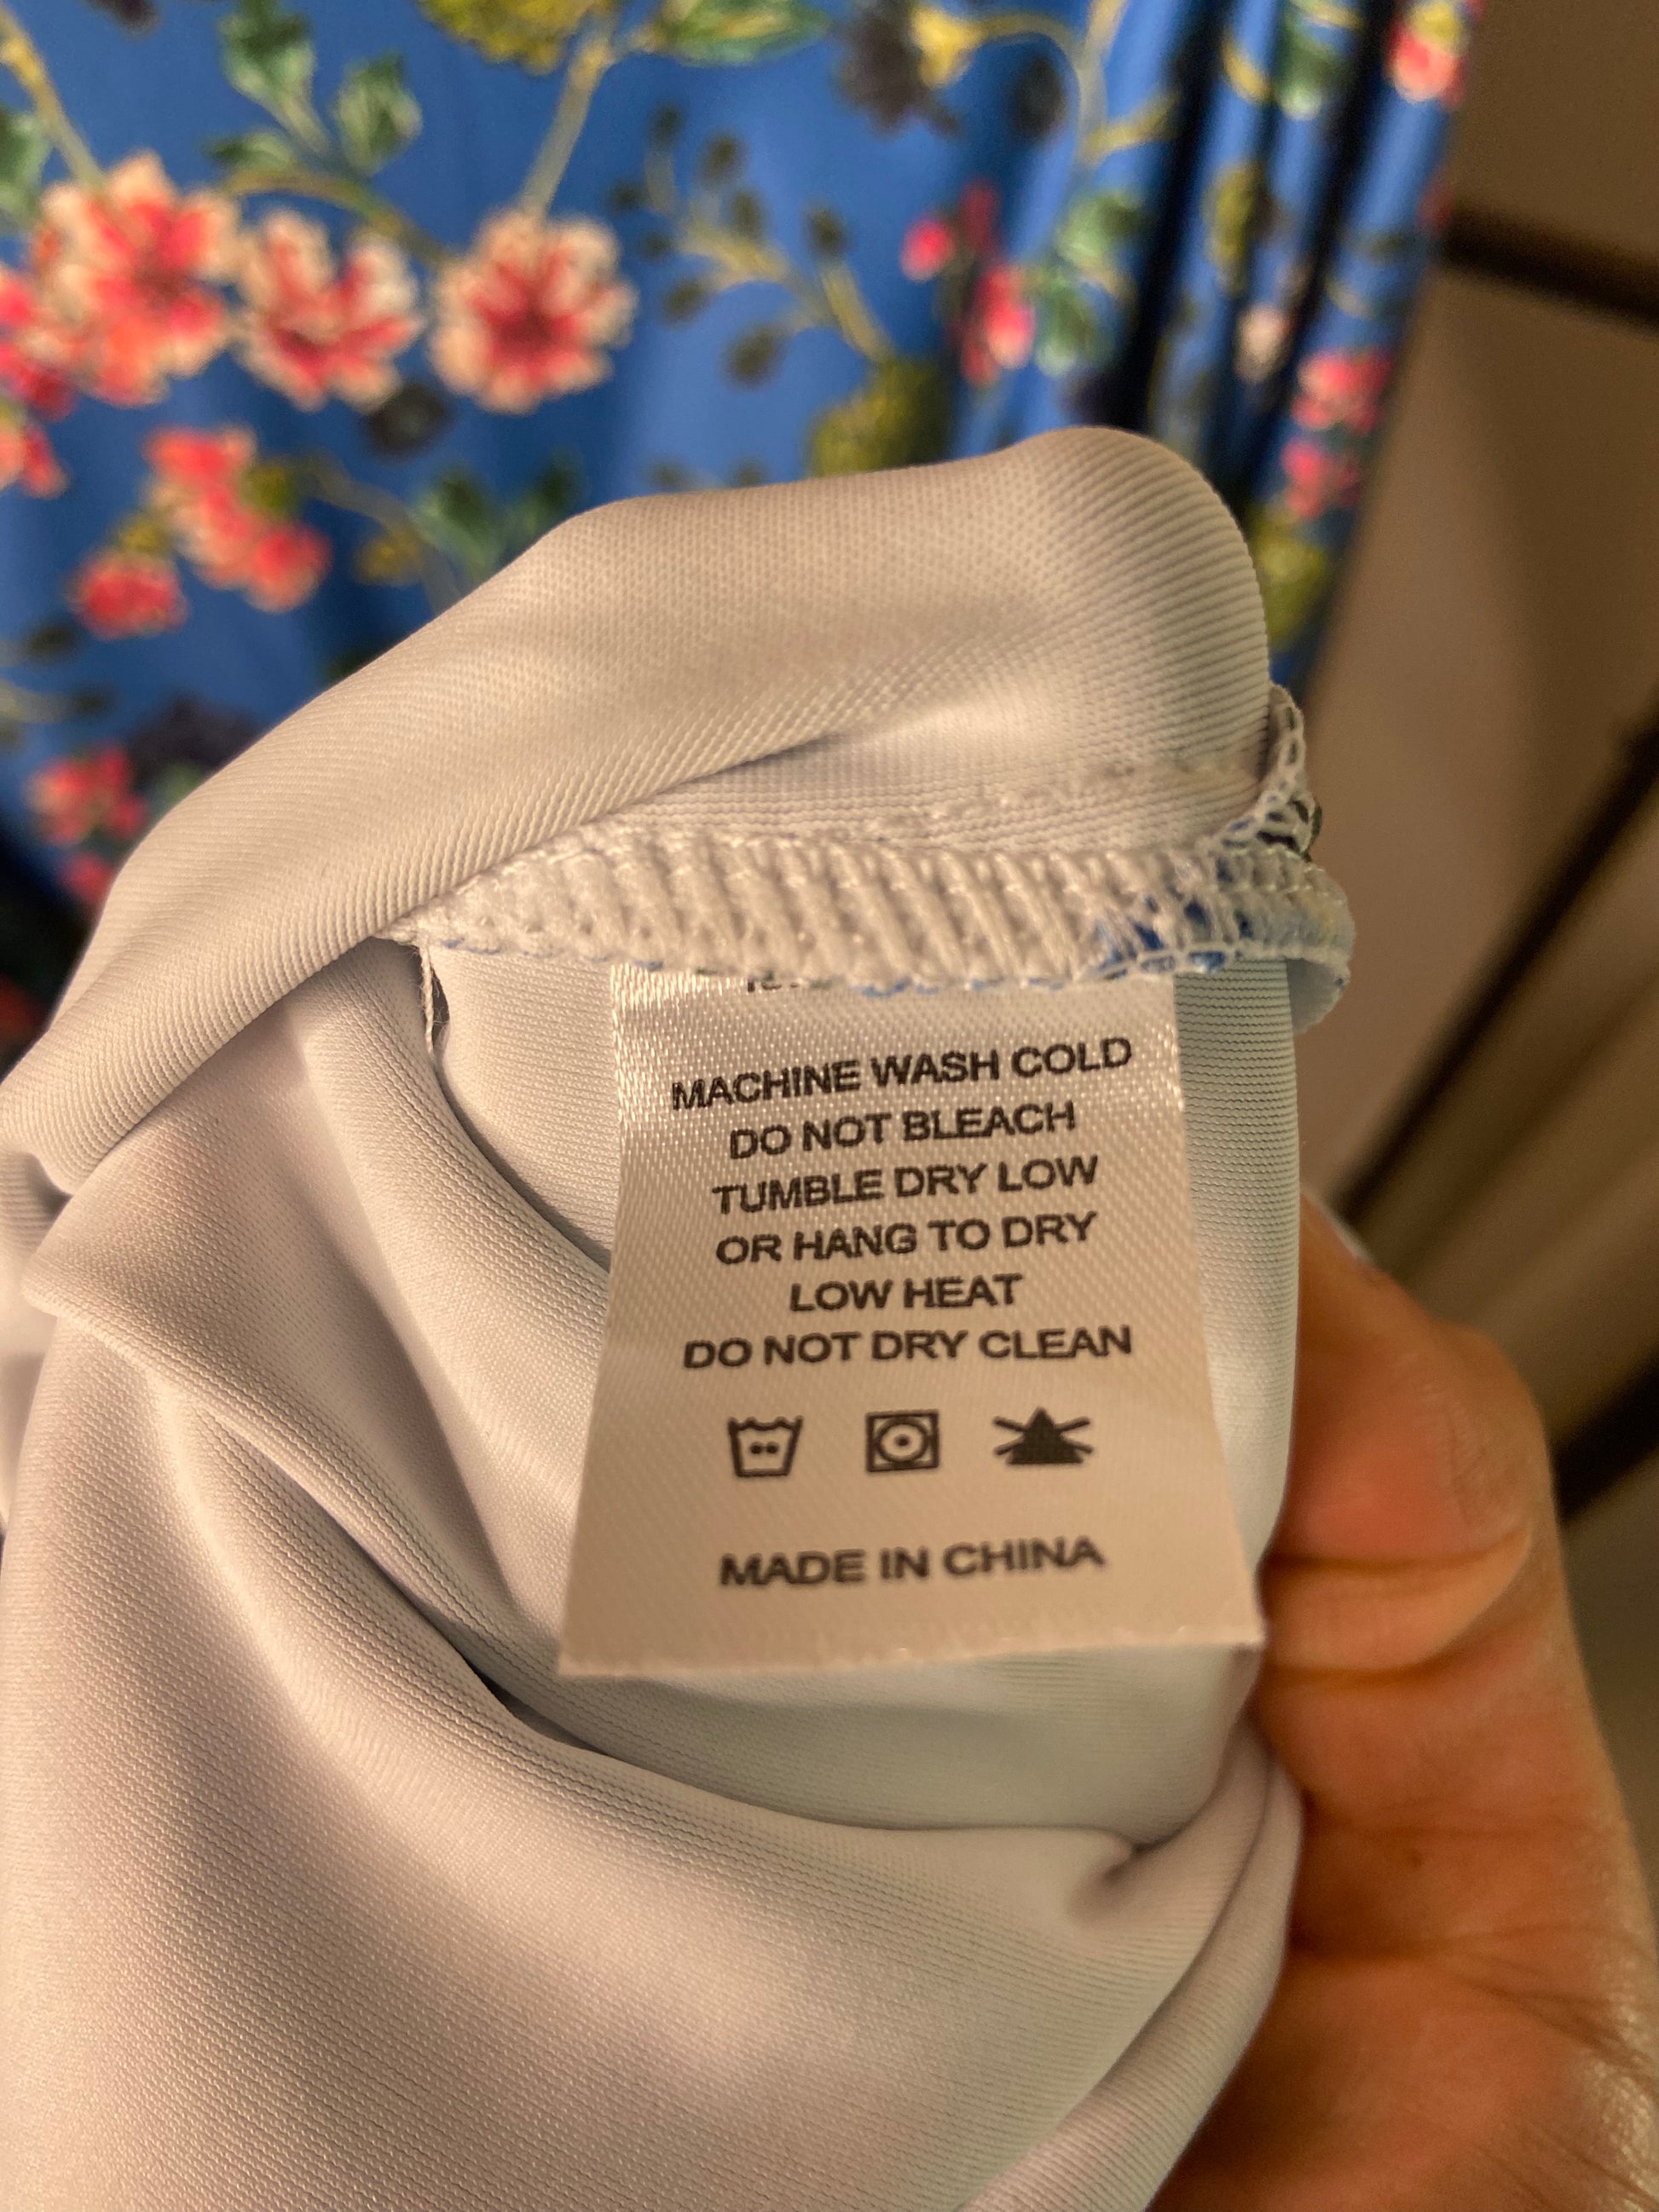 MACHINE WASH COLD
DO NOT BLEACH
TUMBLE DRY LOW
OR HANG TO DRY
LOW HEAT
DO NOT DRY CLEAN
MADE IN CHINA